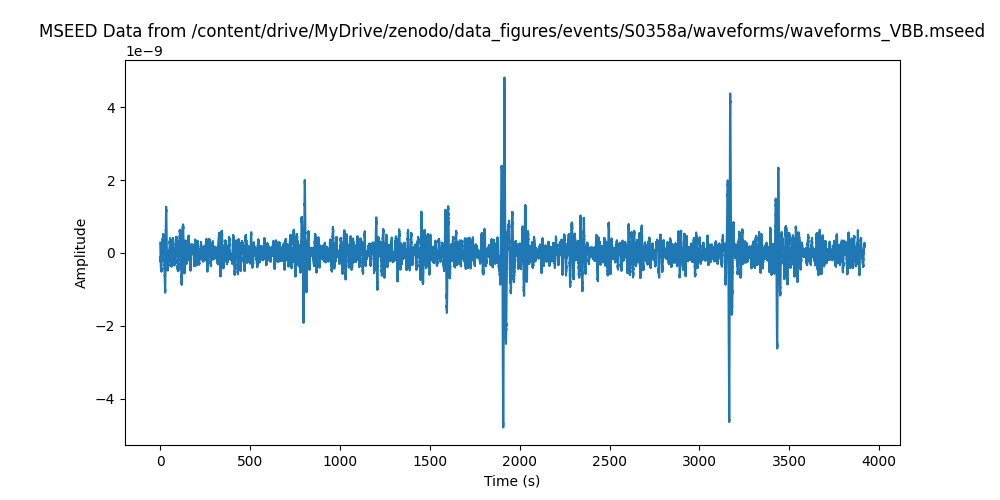 MSEED Data from /content/drive/MyDrive/zenodo/data_figures/events/S0358a/waveforms/waveforms_VBB.mseed
1e−9
4
2
0
−2
−4
Amplitude
0 500 1000 1500 2000 2500 3000 3500 4000
Time (s)